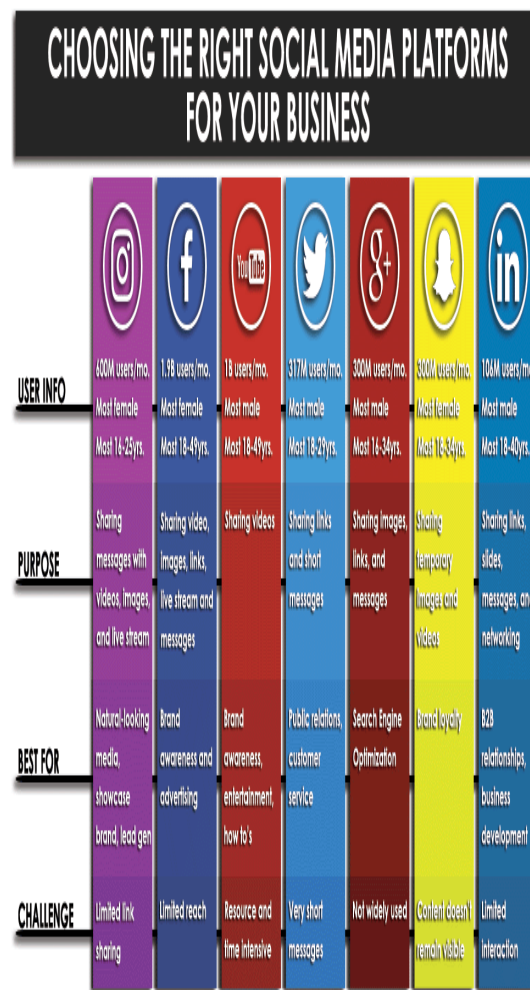 CHOOSING THE RIGHT SOCIAL MEDIA PLATFORMS
FOR YOUR BUSINESS
You Tube
g+
in
USER INFO
600M users/mo.
Most female
Most 16-25yrs.
1.9B users/mo.
Most female
Most 18-49yrs.
1B users/mo.
Most male
Most 18-49yrs.
317M users/mo.
Most male
Most 18-29yrs.
300M users/mo.
Most male
Most 16-34yrs.
300M users/mo.
Most female
Most 18-34yrs.
106M users/mo
Most male
Most 18-40yrs.
PURPOSE
Sharing
messages with
videos, images,
and live stream
Sharing video,
images, links,
live stream and
messages
Sharing videos
Sharing links
and short
messages
Sharing images,
links, and
messages
Sharing
temporary
images and
videos
Sharing links,
slides,
messages, and
networking
BEST FOR
Natural-looking
media,
showcase
brand, lead gen
Brand
awareness and
advertising
Brand
awareness,
entertainment,
how to's
Public relations,
customer
service
Search Engine
Optimization
Brand loyalty
B2B
relationships,
business
development
CHALLENGE
Limited link
sharing
Limited reach
Resource and
time intensive
Very short
messages
Not widely used
Content doesn't
remain visible
Limited
interaction